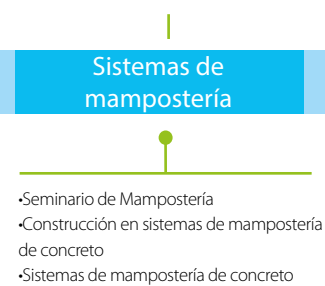 Sistemas de
mampostería
•Seminario de Mampostería
•Construcción en sistemas de mampostería
de concreto
•Sistemas de mampostería de concreto